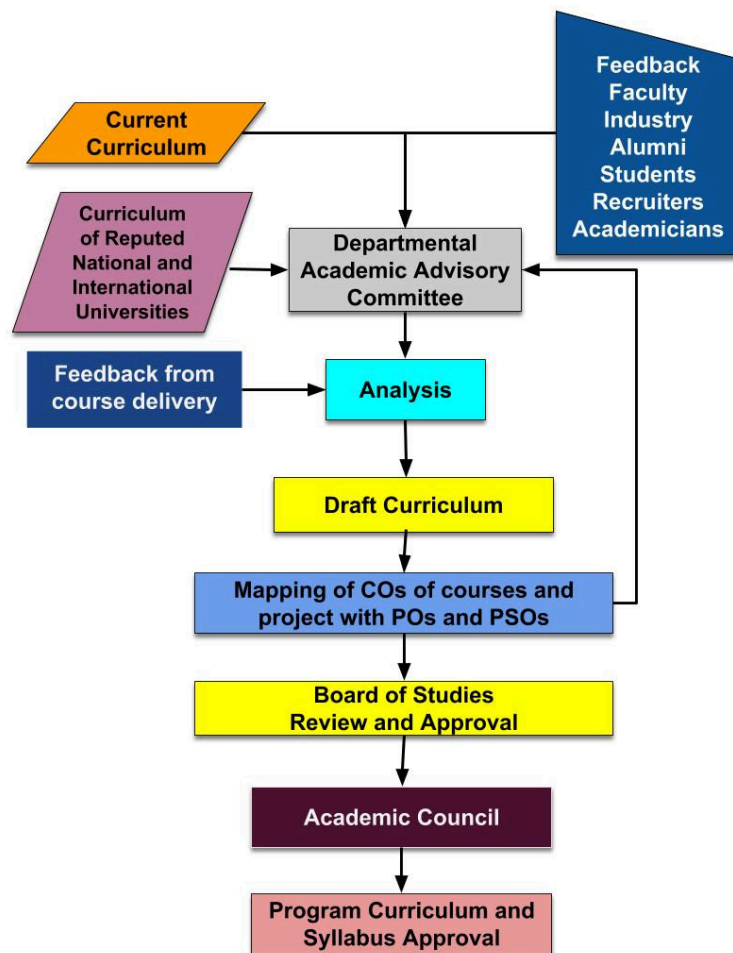 Feedback
Faculty
Industry
Alumni
Students
Recruiters
Academicians
Current
Curriculum
Curriculum
of Reputed
National and
International
Universities
Departmental
Academic Advisory
Committee
Feedback from
course delivery
Analysis
Draft Curriculum
Mapping of COs of courses and
project with POs and PSOs
Board of Studies
Review and Approval
Academic Council
Program Curriculum and
Syllabus Approval